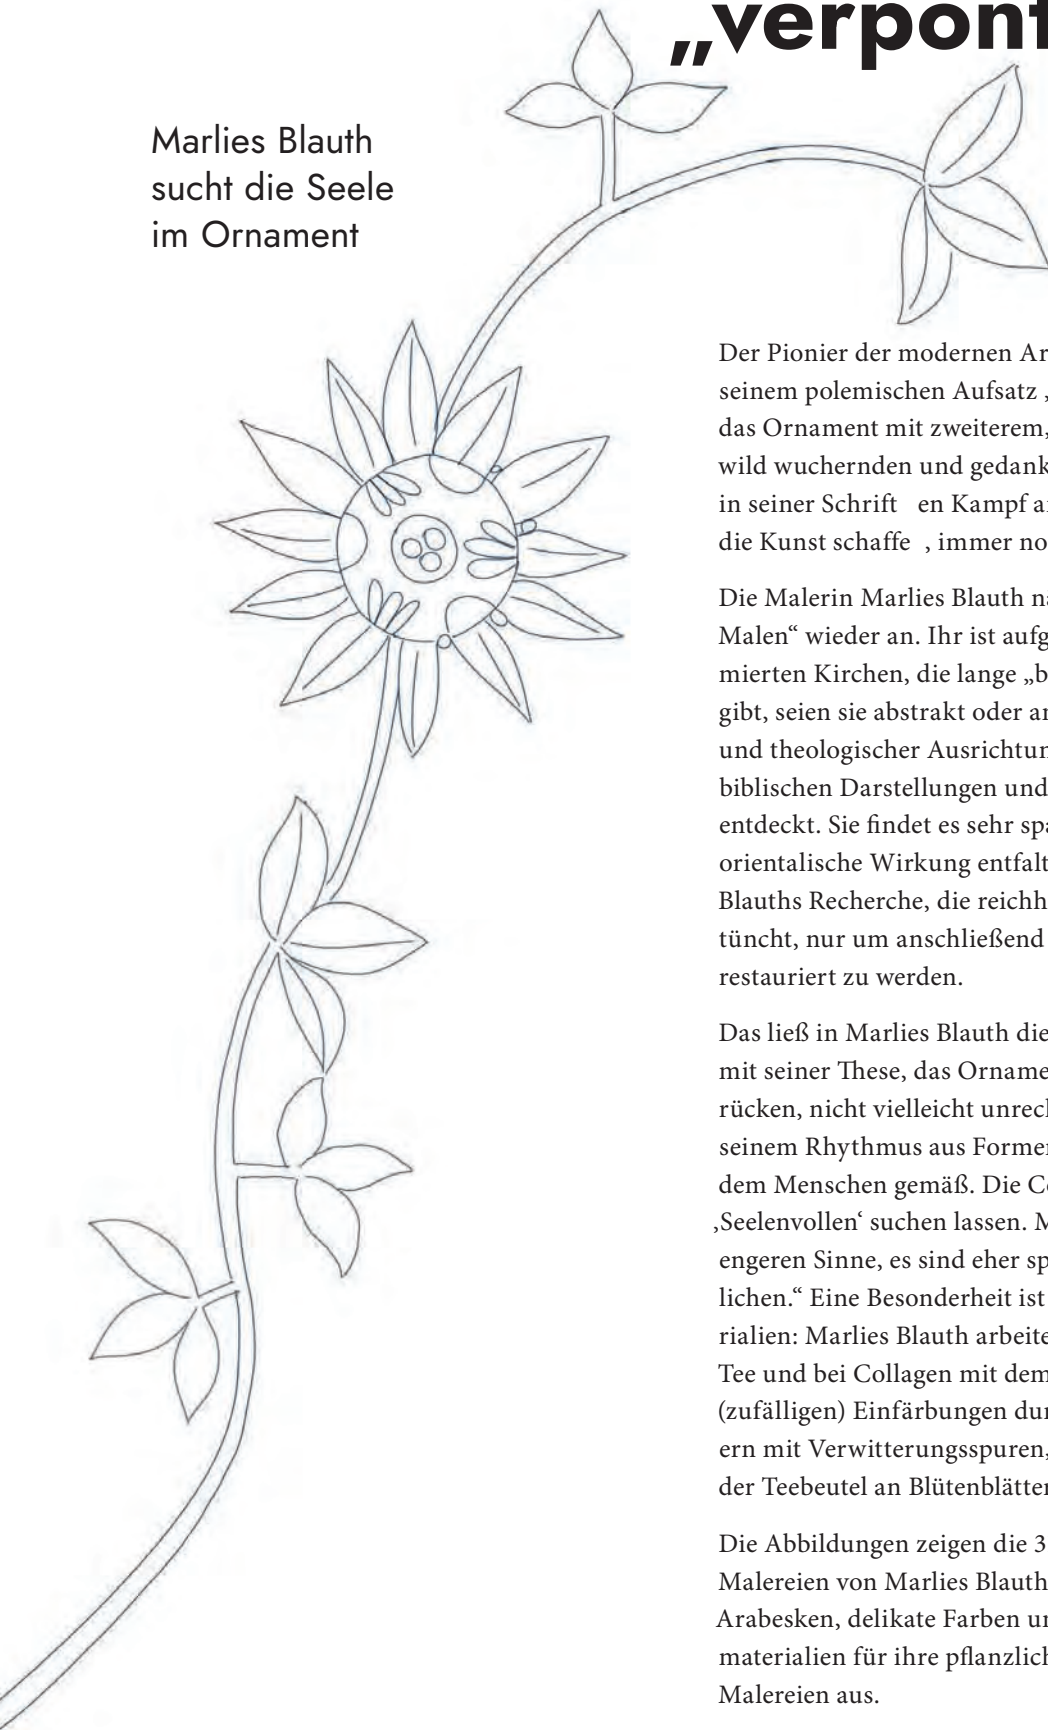 „verpönt
Marlies Blauth
sucht die Seele
im Ornament
Der Pionier der modernen Ar
seinem polemischen Aufsatz ‚
das Ornament mit zweiterem,
wild wuchernden und gedank
in seiner Schrift en Kampf a
die Kunst schaffe , immer no
Die Malerin Marlies Blauth na
Malen“ wieder an. Ihr ist aufg
mierten Kirchen, die lange „b
gibt, seien sie abstrakt oder a
und theologischer Ausrichtun
biblischen Darstellungen und
entdeckt. Sie findet es sehr spa
orientalische Wirkung entfalt
Blauths Recherche, die reichh
tüncht, nur um anschließend
restauriert zu werden.
Das ließ in Marlies Blauth die
mit seiner These, das Orname
rücken, nicht vielleicht unrec
seinem Rhythmus aus Forme
dem Menschen gemäß. Die C
‚Seelenvollen‘ suchen lassen. M
engeren Sinne, es sind eher sp
lichen.“ Eine Besonderheit ist
rialien: Marlies Blauth arbeite
Tee und bei Collagen mit dem
(zufälligen) Einfärbungen du
ern mit Verwitterungsspuren,
der Teebeutel an Blütenblätte
Die Abbildungen zeigen die 3
Malereien von Marlies Blauth
Arabesken, delikate Farben u
materialien für ihre pflanzlich
Malereien aus.